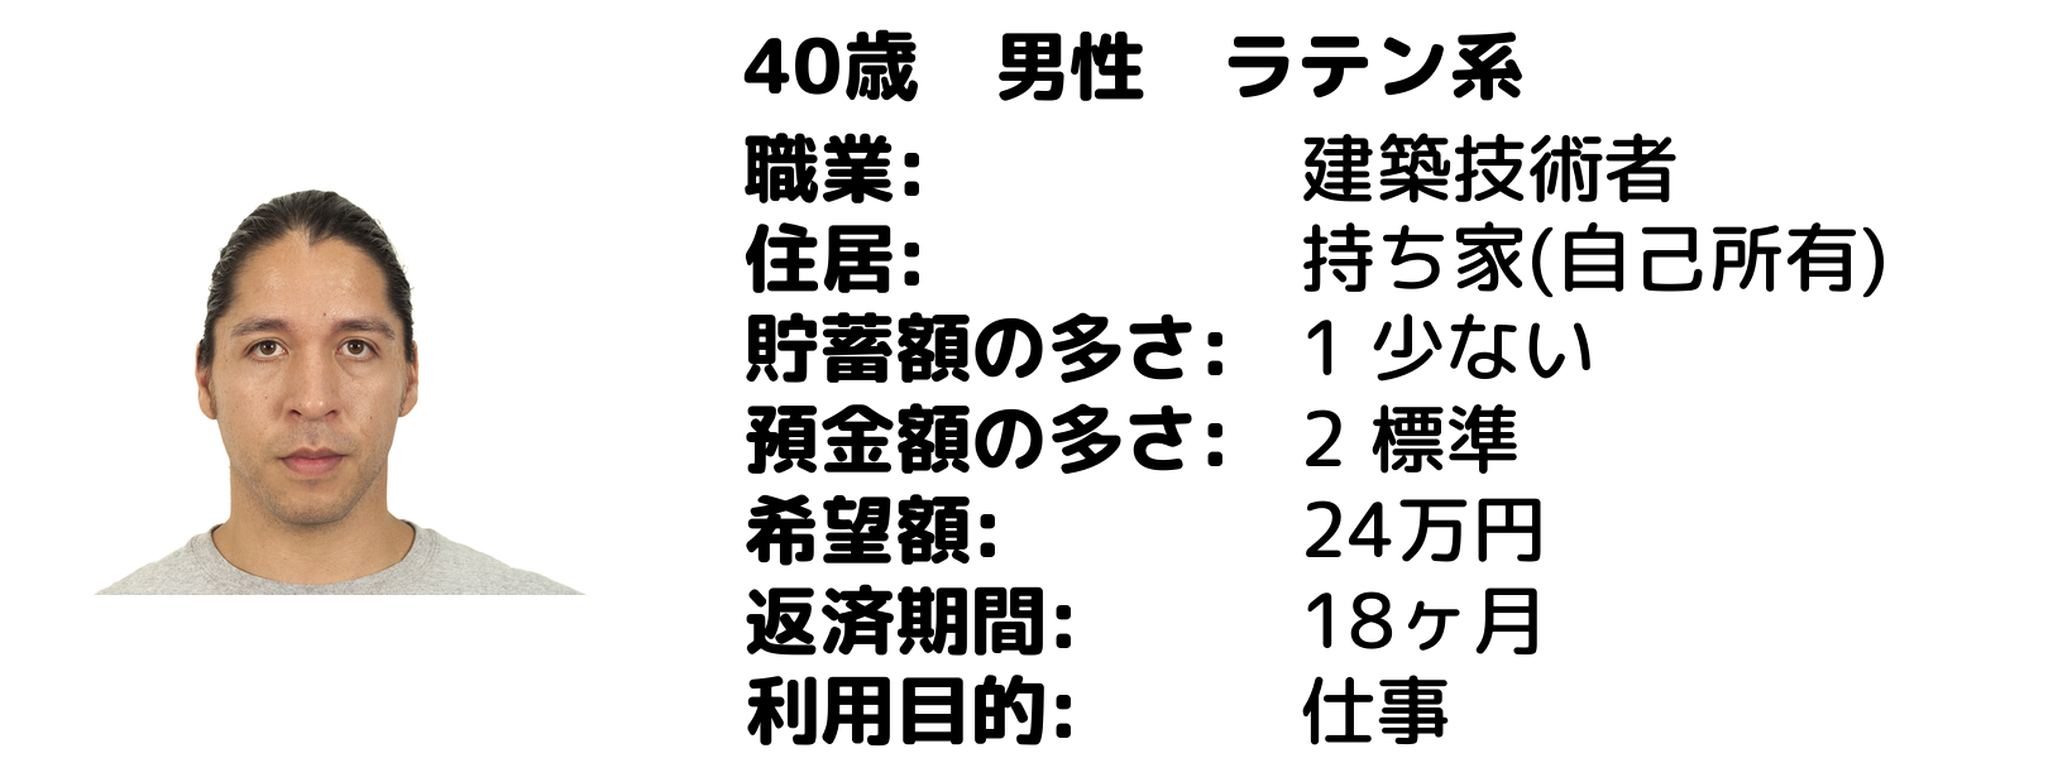 40歳　男性　ラテン系
職業: 建築技術者
住居: 持ち家(自己所有)
貯蓄額の多さ: 1 少ない
預金額の多さ: 2 標準
希望額: 24万円
返済期間: 18ヶ月
利用目的: 仕事